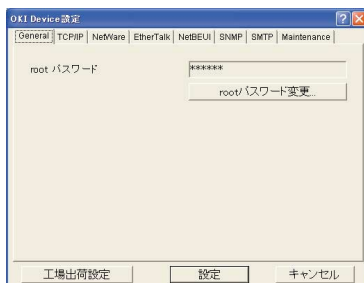 OKI Device設定
General TCP/IP NetWare EtherTalk NetBEUI SNMP SMTP Maintenance
root パスワード ******
rootパスワード変更...
工場出荷設定 設定 キャンセル